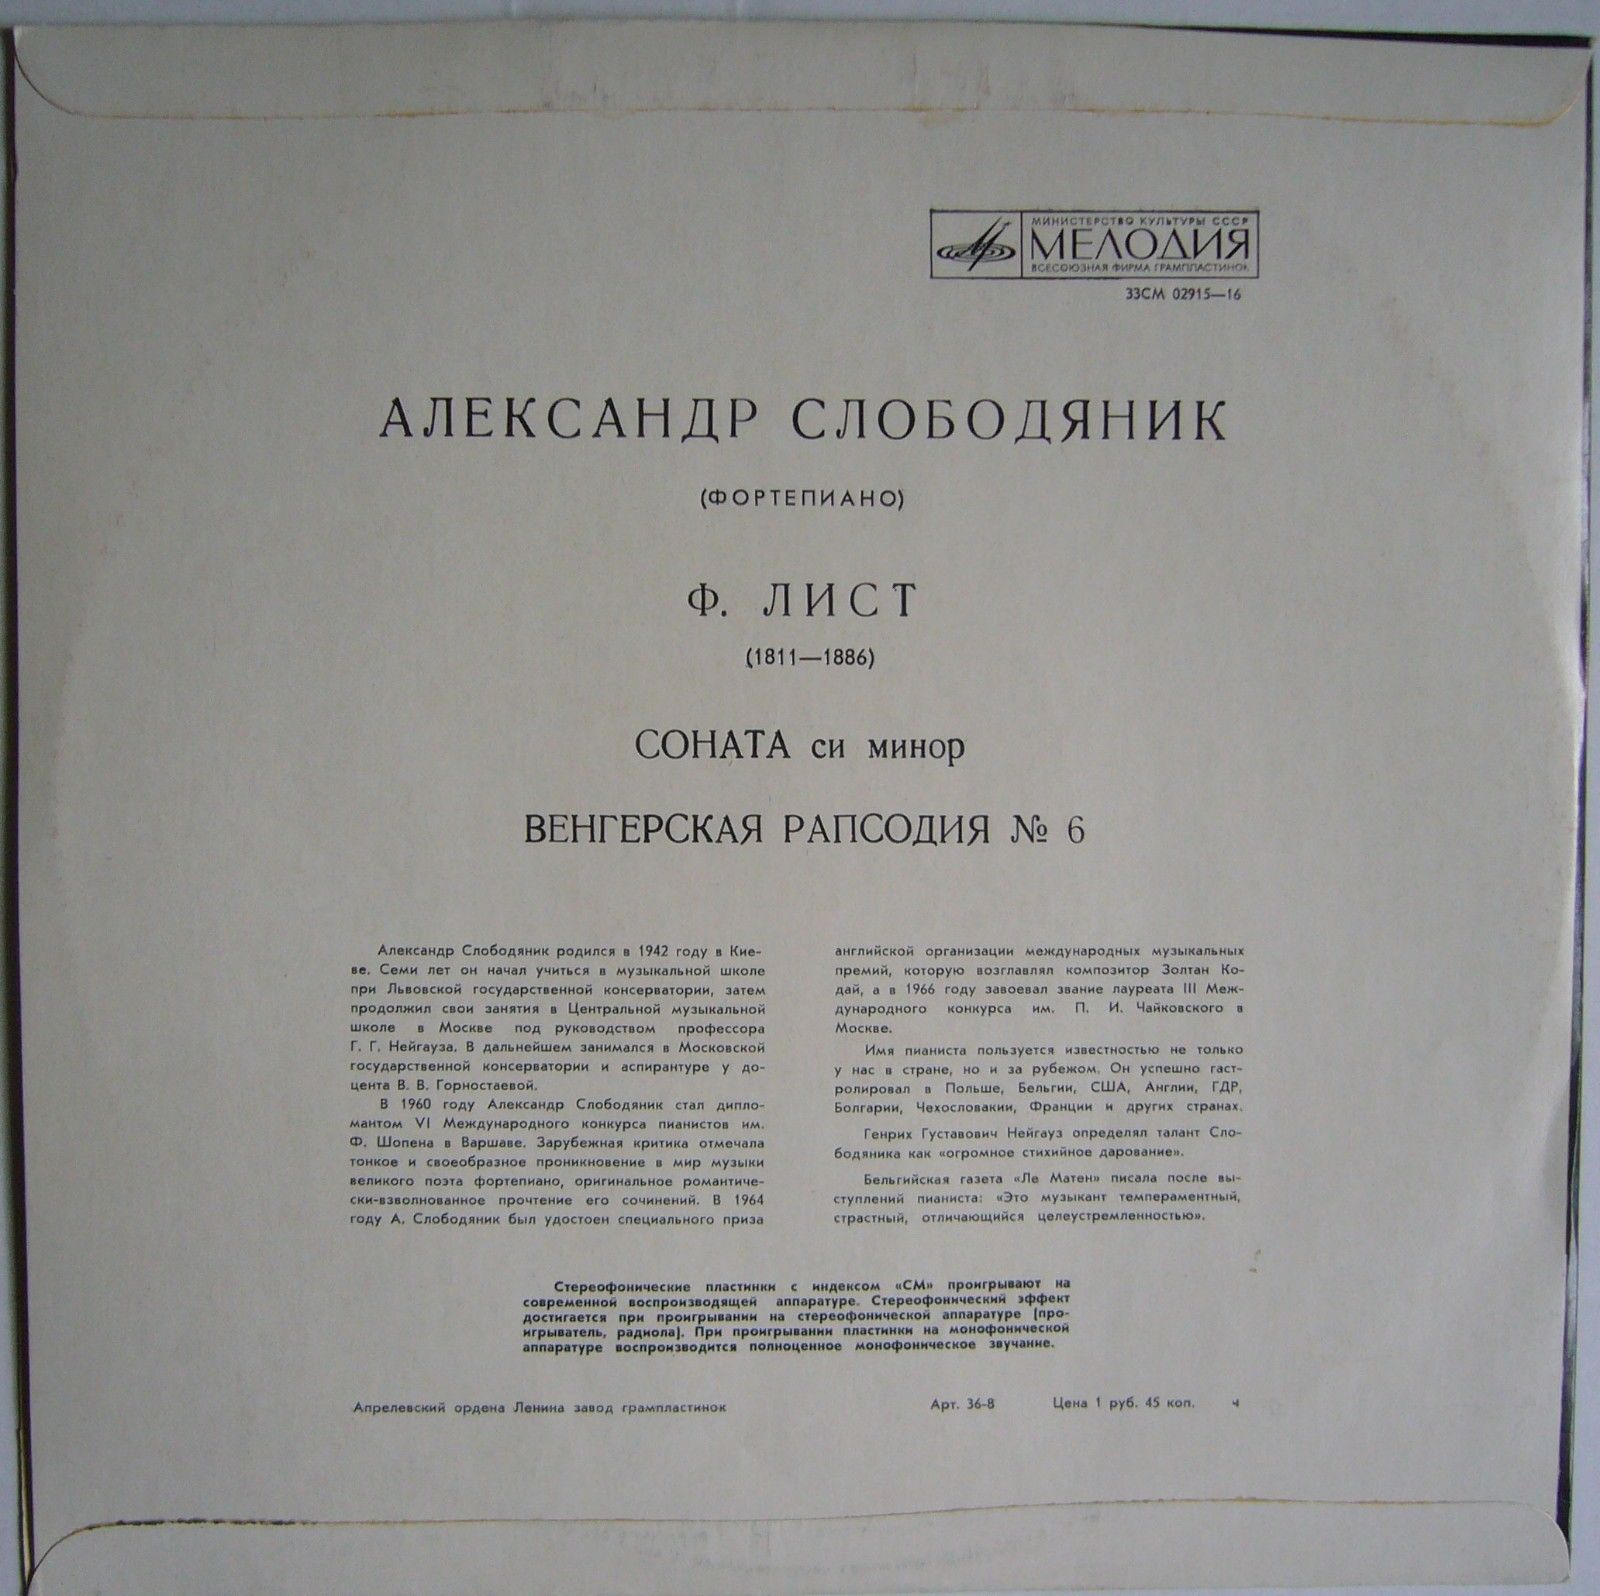 МИНИСТЕРСТВО КУЛЬТУРЫ СССР
МЕЛОДИЯ
ВСЕСОЮЗНАЯ ФИРМА ГРАМПЛАСТИНОК
33СМ 02915—16
АЛЕКСАНДР СЛОБОДЯНИК
(ФОРТЕПИАНО)
Ф. ЛИСТ
(1811—1886)
СОНАТА си минор
ВЕНГЕРСКАЯ РАПСОДИЯ № 6
Александр Слободяник родился в 1942 году в Кие-
ве. Семи лет он начал учиться в музыкальной школе
при Львовской государственной консерватории, затем
продолжил свои занятия в Центральной музыкальной
школе в Москве под руководством профессора
Г. Г. Нейгауза. В дальнейшем занимался в Московской
государственной консерватории и аспирантуре у до-
цента В. В. Горностаевой.
В 1960 году Александр Слободяник стал дипло-
мантом VI Международного конкурса пианистов им.
Ф. Шопена в Варшаве. Зарубежная критика отмечала
тонкое и своеобразное проникновение в мир музыки
великого поэта фортепиано, оригинальное романтиче-
ски-взволнованное прочтение его сочинений. В 1964
году А. Слободяник был удостоен специального приза
английской организации международных музыкальных
премий, которую возглавлял композитор Золтан Ко-
дай, а в 1966 году завоевал звание лауреата III Меж-
дународного конкурса им. П. И. Чайковского в
Москве.
Имя пианиста пользуется известностью не только
у нас в стране, но и за рубежом. Он успешно гаст-
ролировал в Польше, Бельгии, США, Англии, ГДР,
Болгарии, Чехословакии, Франции и других странах.
Генрих Густавович Нейгауз определял талант Сло-
бодяника как «огромное стихийное дарование».
Бельгийская газета «Ле Матен» писала после вы-
ступлений пианиста: «Это музыкант темпераментный,
страстный, отличающийся целеустремленностью».
Стереофонические пластинки с индексом «СМ» проигрывают на
современной воспроизводящей аппаратуре. Стереофонический эффект
достигается при проигрывании на стереофонической аппаратуре (про-
игрыватель, радиола). При проигрывании пластинки на монофонической
аппаратуре воспроизводится полноценное монофоническое звучание.
Апрелевский ордена Ленина завод грампластинок
Арт. 36-8 Цена 1 руб. 45 коп. ч